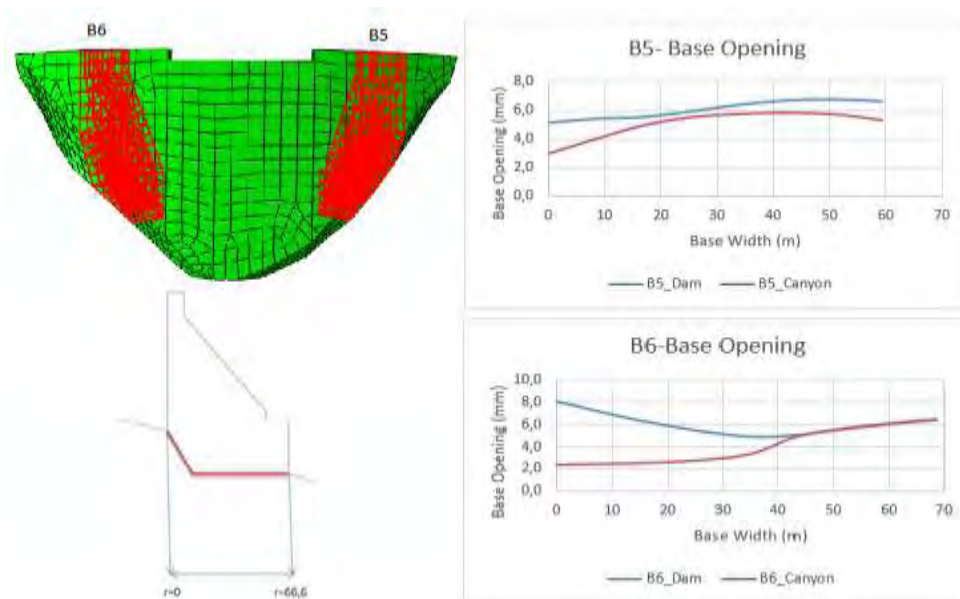 B6
B5
B5- Base Opening
Base Opening (mm)
8,0
6,0
4,0
2,0
0,0
0 10 20 30 40 50 60 70
Base Width (m)
B5_Dam B5_Canyon
B6-Base Opening
Base Opening (mm)
10,0
8,0
6,0
4,0
2,0
0,0
0 10 20 30 40 50 60 70
Base Width (m)
B6_Dam B6_Canyon
r=0 r=66,6